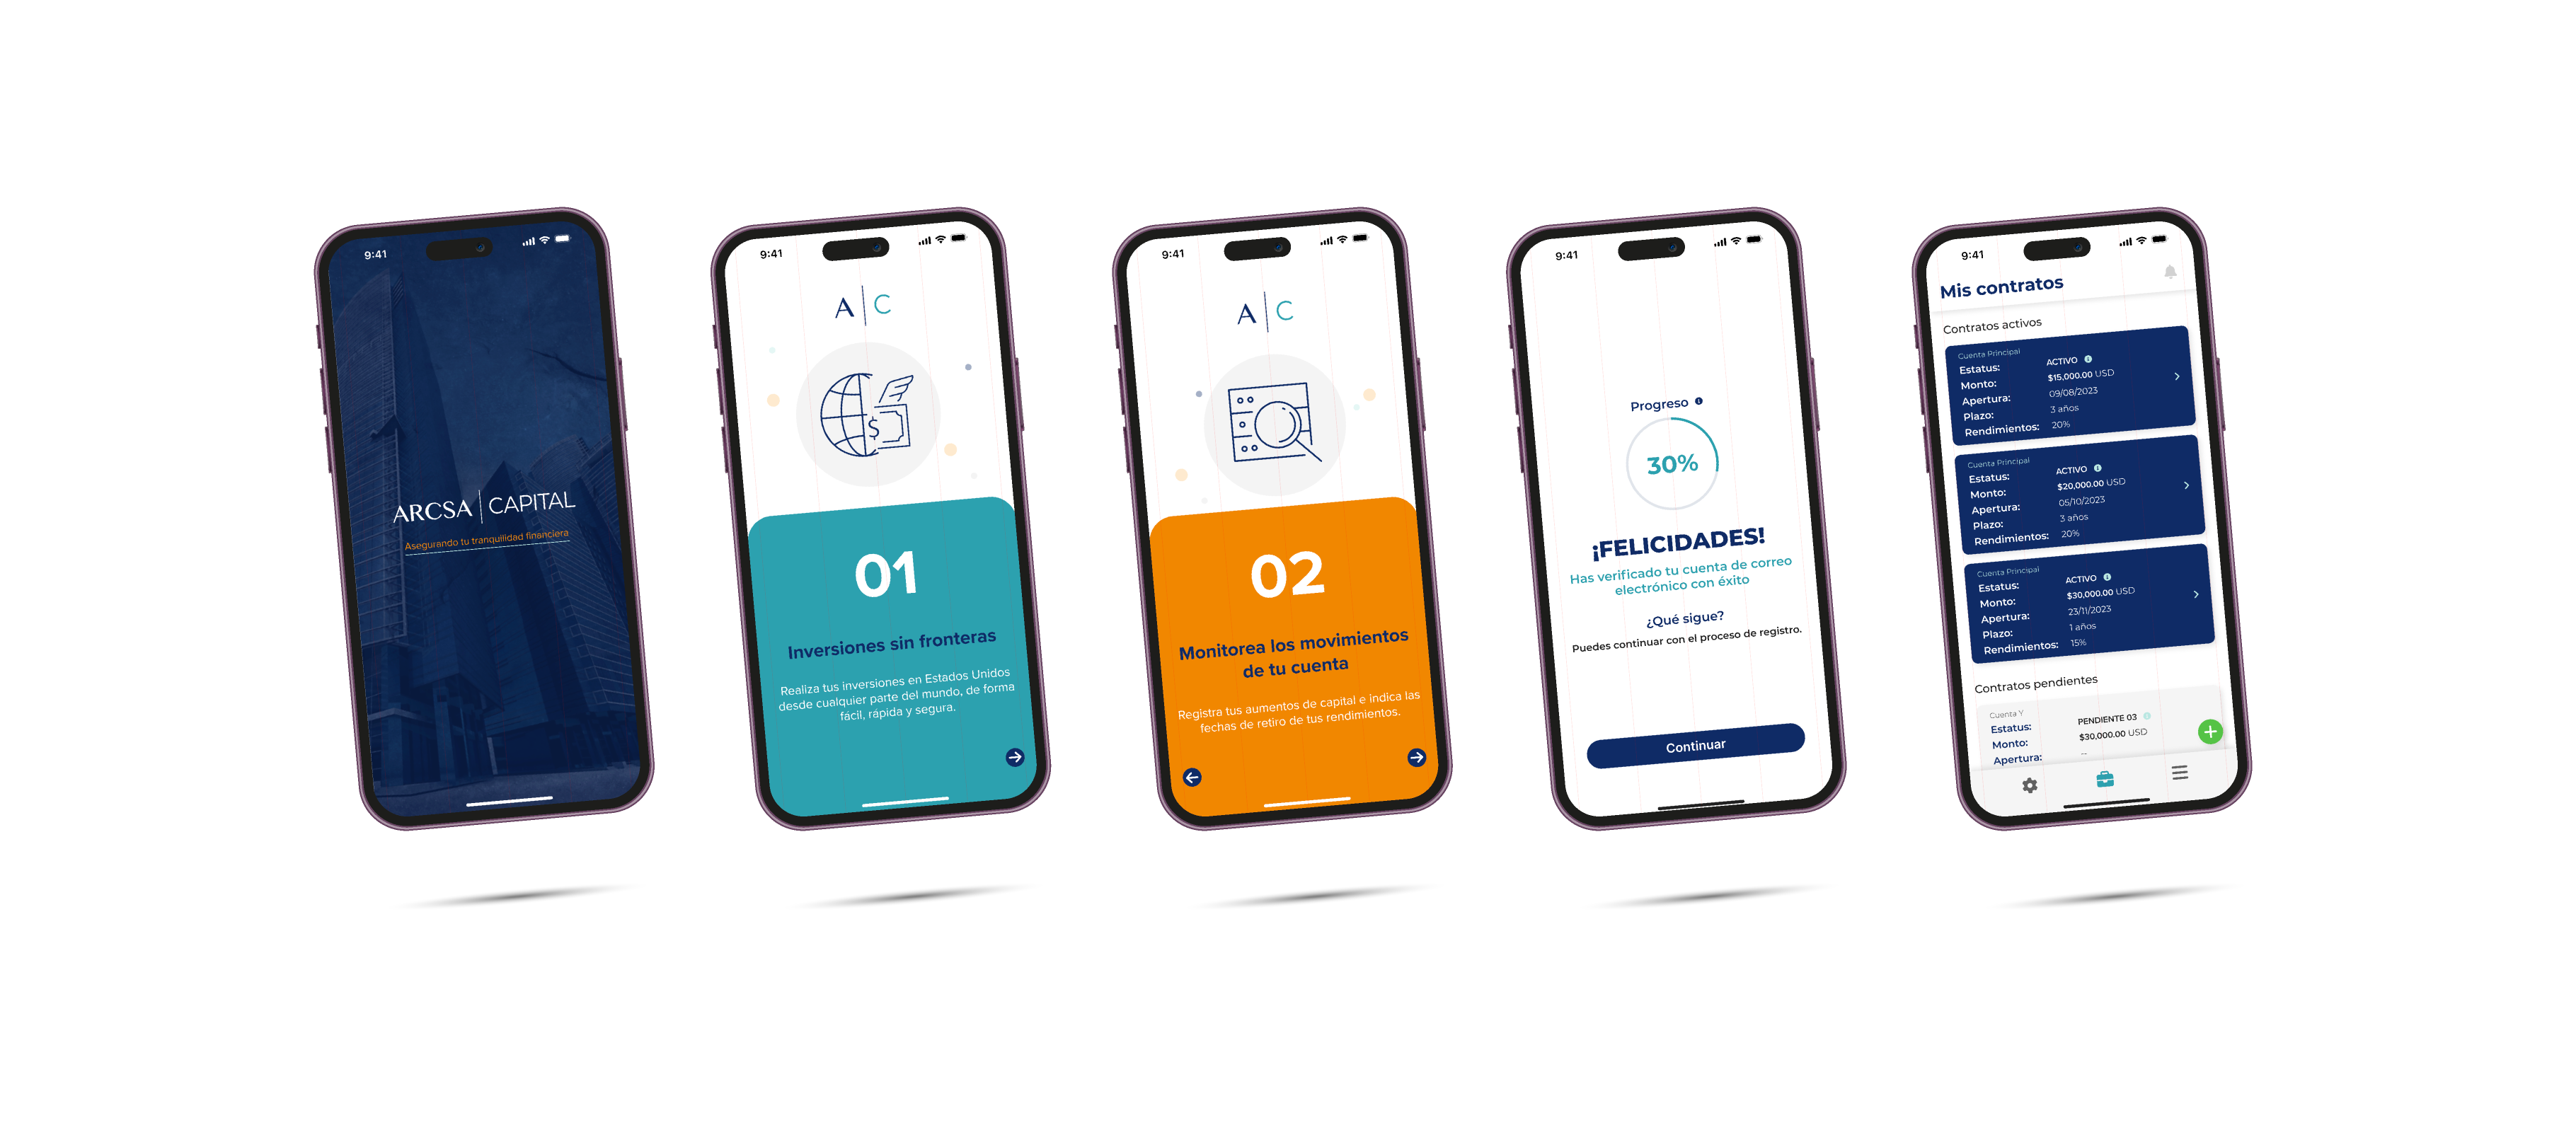 9:41
ARCSA | CAPITAL
Asegurando tu tranquilidad financiera
9:41
A | C
$
01
Inversiones sin fronteras
Realiza tus inversiones en Estados Unidos
desde cualquier parte del mundo, de forma
fácil, rápida y segura.
9:41
A | C
02
Monitorea los movimientos
de tu cuenta
Registra tus aumentos de capital e indica las
fechas de retiro de tus rendimientos.
9:41
Progreso
30%
¡FELICIDADES!
Has verificado tu cuenta de correo
electrónico con éxito
¿Qué sigue?
Puedes continuar con el proceso de registro.
Continuar
9:41
Mis contratos
Contratos activos
Cuenta Principal
Estatus: ACTIVO
Monto: $15,000.00 USD
Apertura: 09/08/2023
Plazo: 3 años
Rendimientos: 20%
Cuenta Principal
Estatus: ACTIVO
Monto: $20,000.00 USD
Apertura: 05/10/2023
Plazo: 3 años
Rendimientos: 20%
Cuenta Principal
Estatus: ACTIVO
Monto: $30,000.00 USD
Apertura: 23/11/2023
Plazo: 1 años
Rendimientos: 15%
Contratos pendientes
Cuenta Y
Estatus: PENDIENTE 03
Monto: $30,000.00 USD
Apertura: --